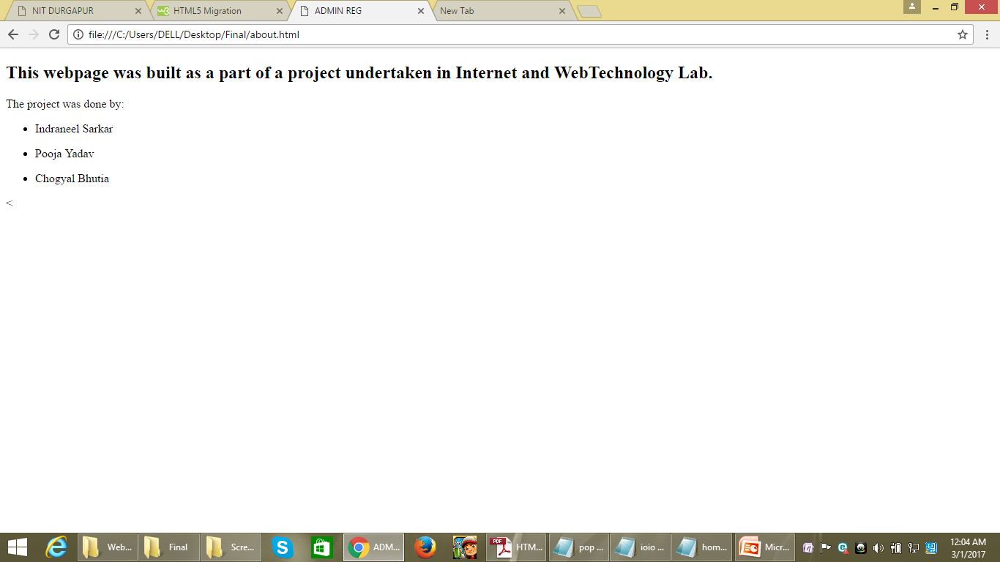 NIT DURGAPUR
HTML5 Migration
ADMIN REG
New Tab
file:///C:/Users/DELL/Desktop/Final/about.html
This webpage was built as a part of a project undertaken in Internet and WebTechnology Lab.
The project was done by:
• Indraneel Sarkar
• Pooja Yadav
• Chogyal Bhutia
<
Web...
Final
Scre...
ADM...
PDF
HTM...
pop ...
ioio ...
hom...
Micr...
12:04 AM
3/1/2017